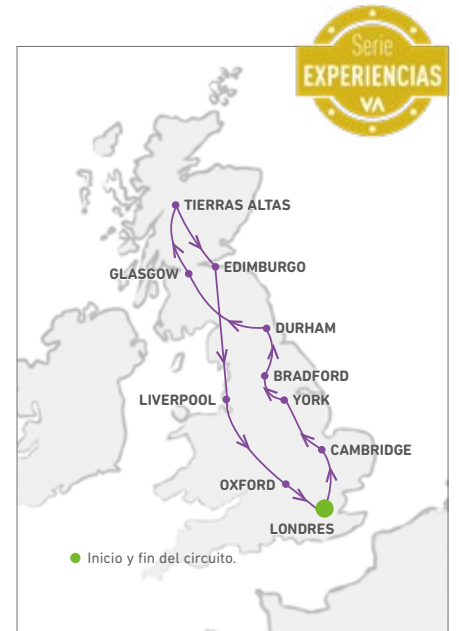 Serie
EXPERIENCIAS
VA
TIERRAS ALTAS
EDIMBURGO
GLASGOW
DURHAM
BRADFORD
LIVERPOOL
YORK
CAMBRIDGE
OXFORD
LONDRES
Inicio y fin del circuito.